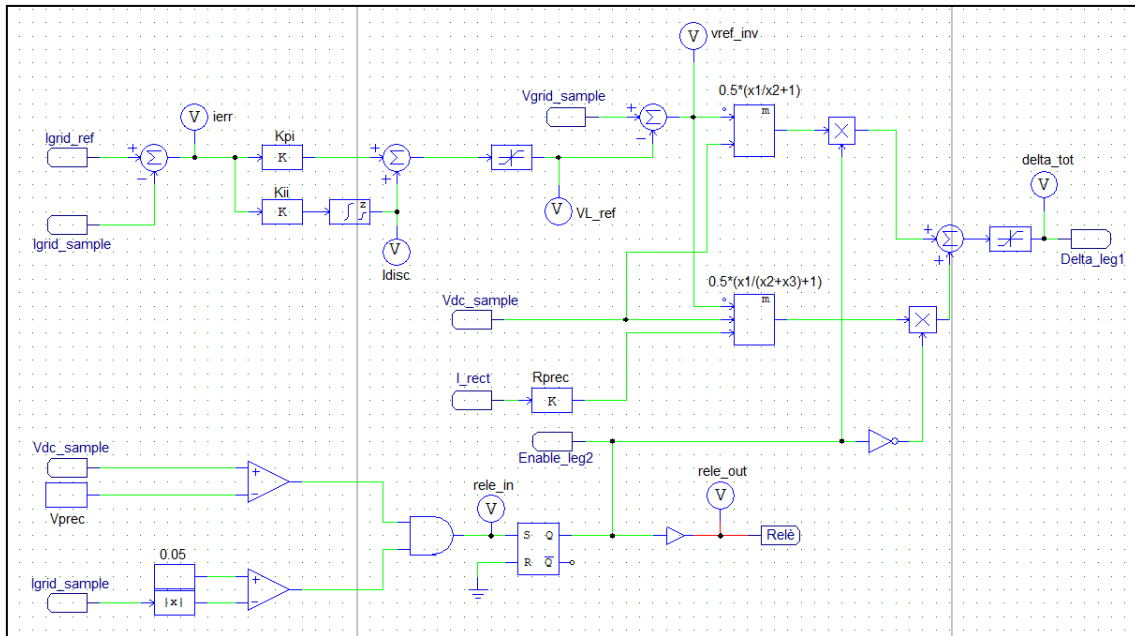 V
vref_inv
0.5*(x1/x2+1)
Vgrid_sample
+
Σ
−
m
V
ierr
Igrid_ref
+
Σ
−
Kpi
K
+
Σ
+
Kii
K
z
V
VL_ref
V
Idisc
Igrid_sample
delta_tot
V
+
Σ
+
Delta_leg1
0.5*(x1/(x2+x3)+1)
m
Vdc_sample
I_rect
Rprec
K
Enable_leg2
Vdc_sample
+
−
Vprec
rele_in
V
rele_out
V
S Q
R Q
Relè
0.05
+
−
Igrid_sample
|x|